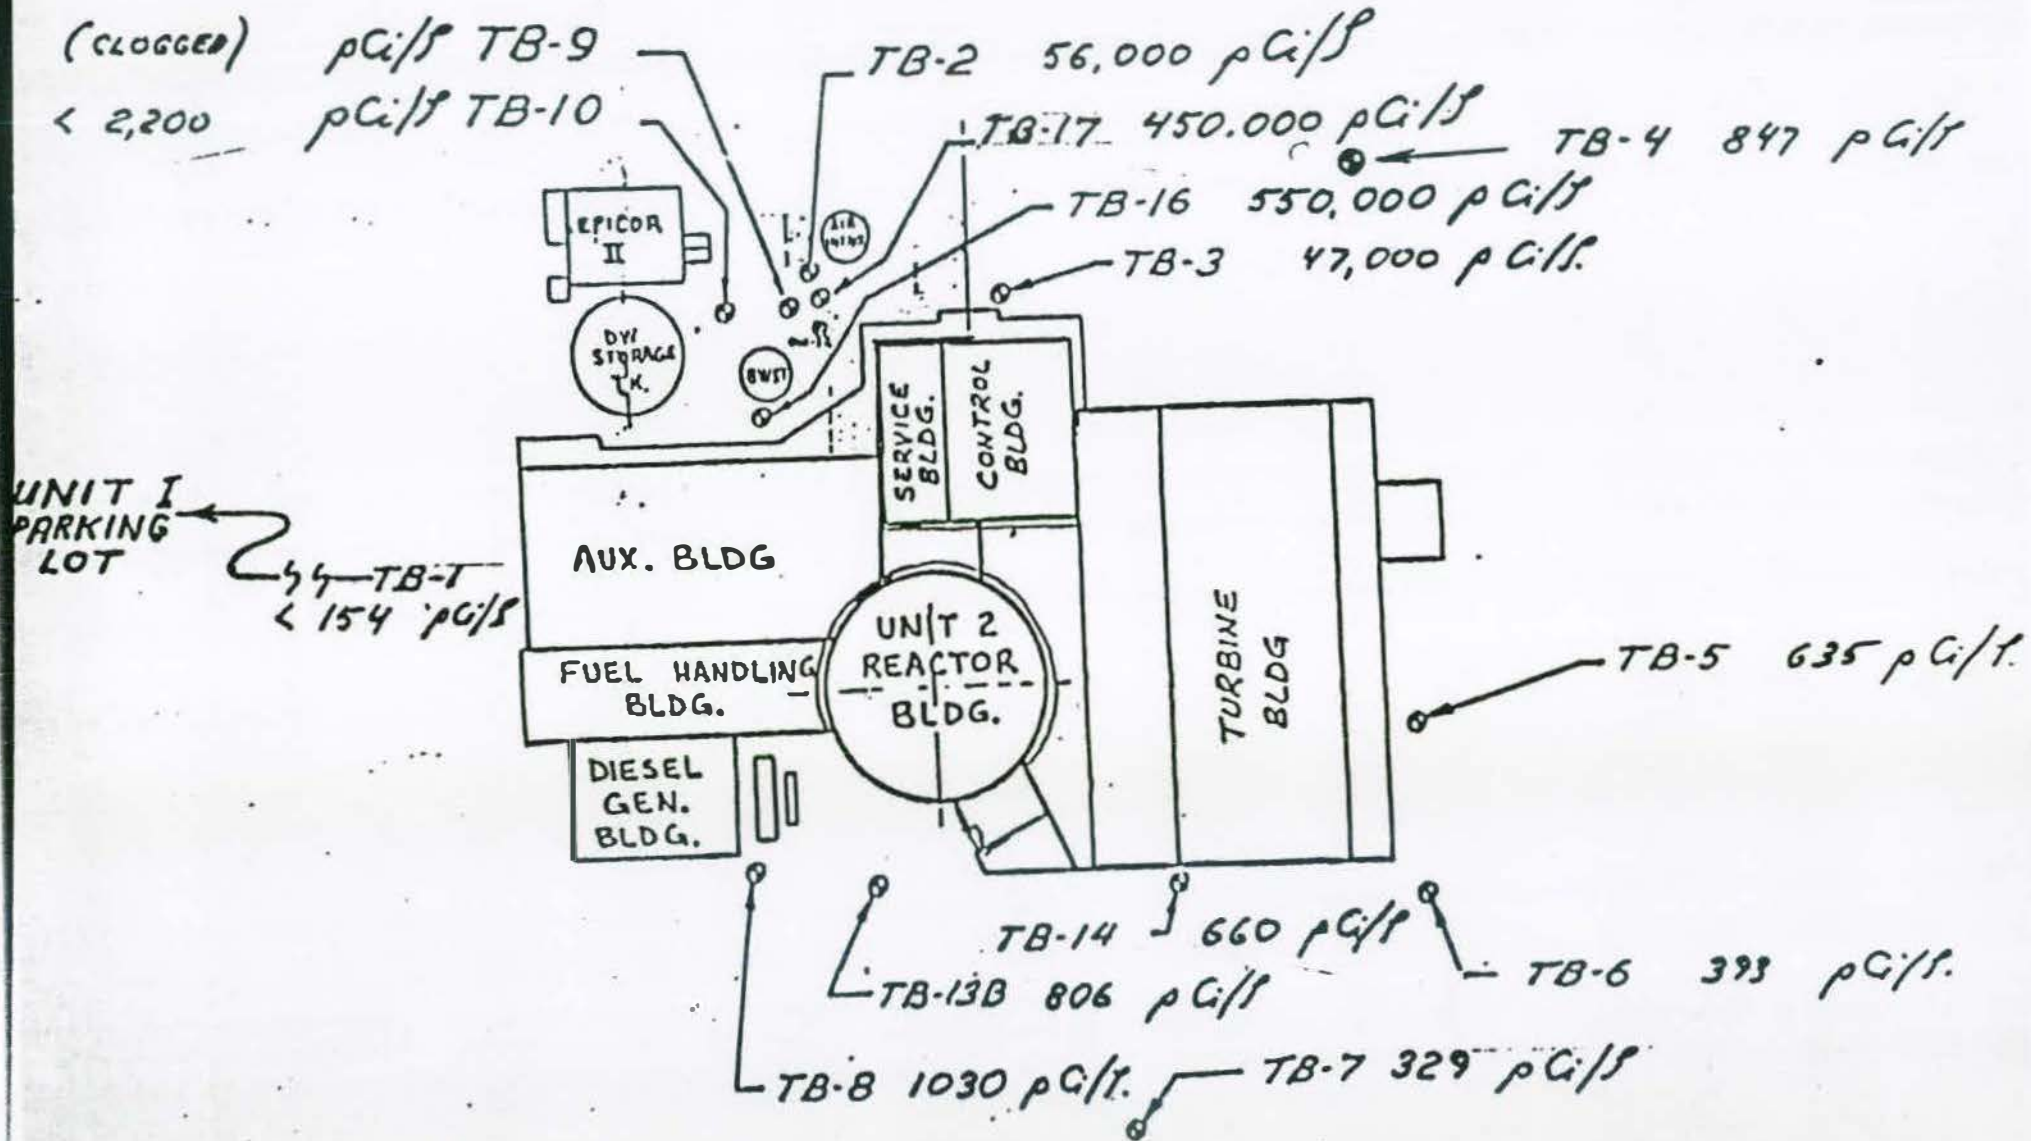 (CLOGGED) pCi/l TB-9
< 2,200 pCi/l TB-10
TB-2 56,000 pCi/l
TB-17 450.000 pCi/l
TB-4 847 pCi/l
TB-16 550,000 pCi/l
TB-3 47,000 pCi/l.
EPICOR
II
AIR
STORAGE
BWST
SERVICE
BLDG.
CONTROL
BLDG.
UNIT I
PARKING
LOT
TB-1
< 154 pCi/l
AUX. BLDG
UNIT 2
REACTOR
BLDG.
FUEL HANDLING
BLDG.
TURBINE
BLDG
TB-5 635 pCi/l.
DIESEL
GEN.
BLDG.
TB-14 660 pCi/l
TB-13B 806 pCi/l
TB-6 393 pCi/l.
TB-8 1030 pCi/l.
TB-7 329 pCi/l